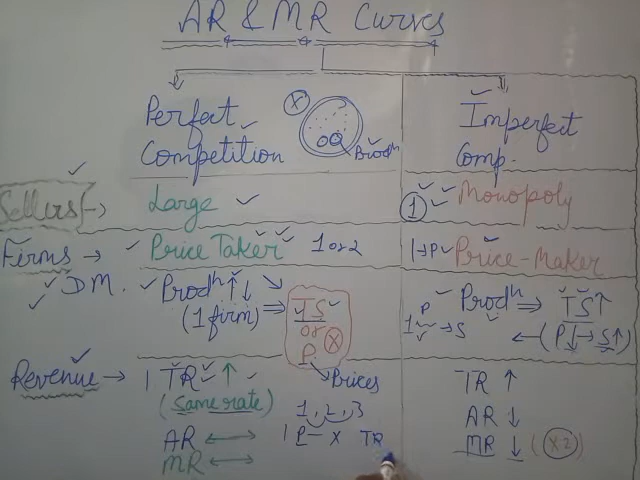 AR & MR Curves
Perfect Competition
X
Prodⁿ
Imperfect Comp.
Sellers → Large ✓ 1 ✓ ✓ Monopoly
Firms → ✓ Price Taker ✓ ✓ 1 or 2 1→P ✓ Price-Maker
✓ D M. ✓ Prodⁿ ↑↓ ⇒ TS ✓ P ✓ Prodⁿ ⇒ TS ↑
(1 firm) or 1 → S ← (P↓ → S↑)
P X
Revenue → 1 TR ✓ ↑ ✓ Prices TR ↑
(Same rate) 1, 2, 3 AR ↓
AR ↔ 1 P – X TR MR ↓ (X2)
MR ↔